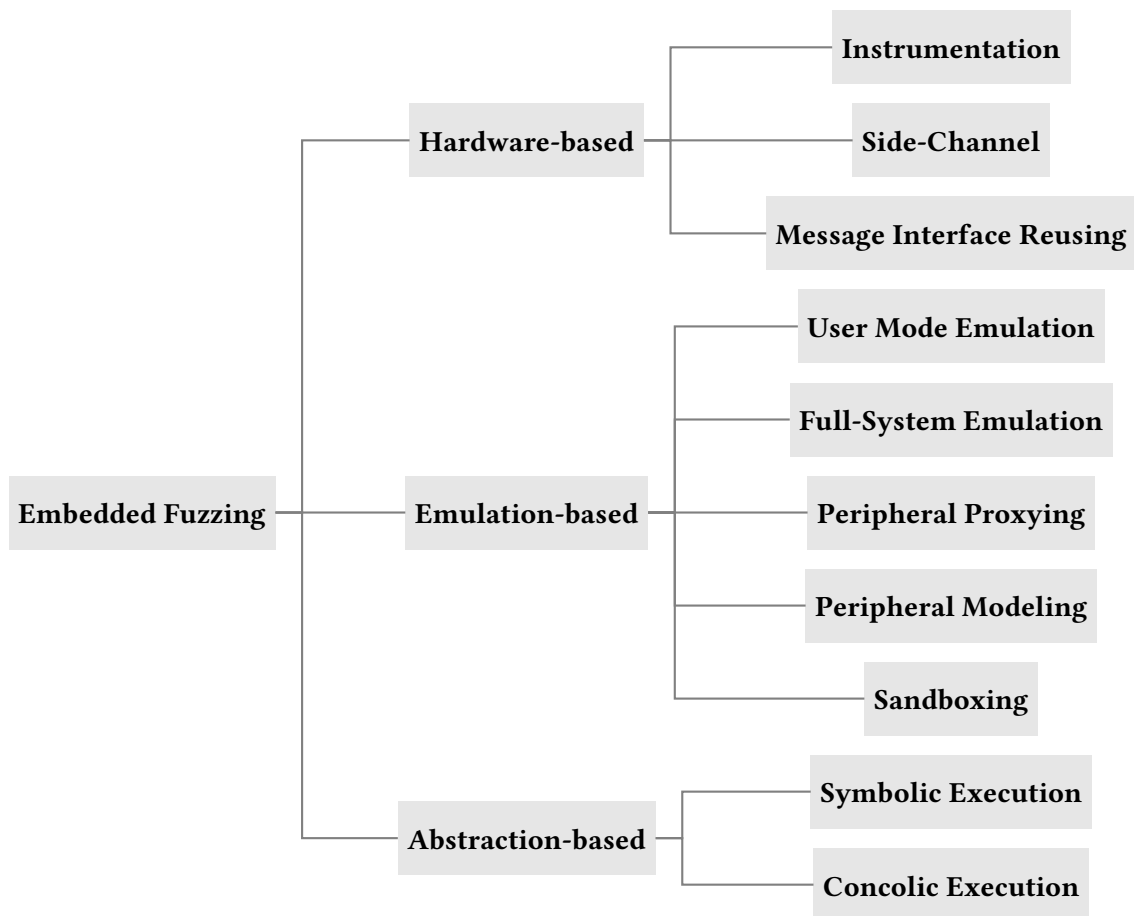 Instrumentation
Hardware-based
Side-Channel
Message Interface Reusing
User Mode Emulation
Full-System Emulation
Embedded Fuzzing
Emulation-based
Peripheral Proxying
Peripheral Modeling
Sandboxing
Symbolic Execution
Abstraction-based
Concolic Execution